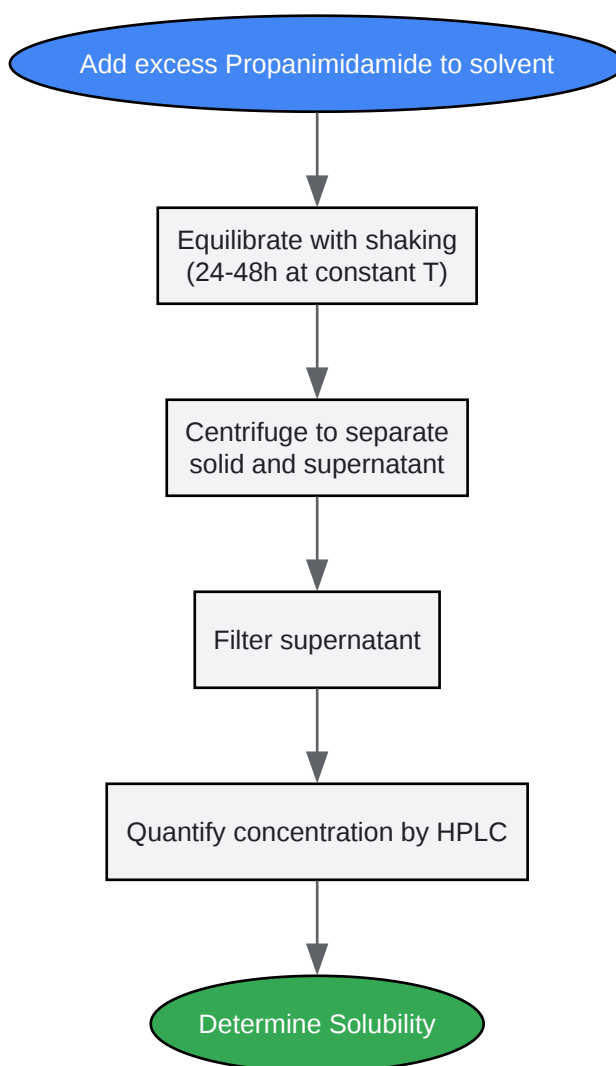 Add excess Propanimidamide to solvent
Equilibrate with shaking
(24-48h at constant T)
Centrifuge to separate
solid and supernatant
Filter supernatant
Quantify concentration by HPLC
Determine Solubility